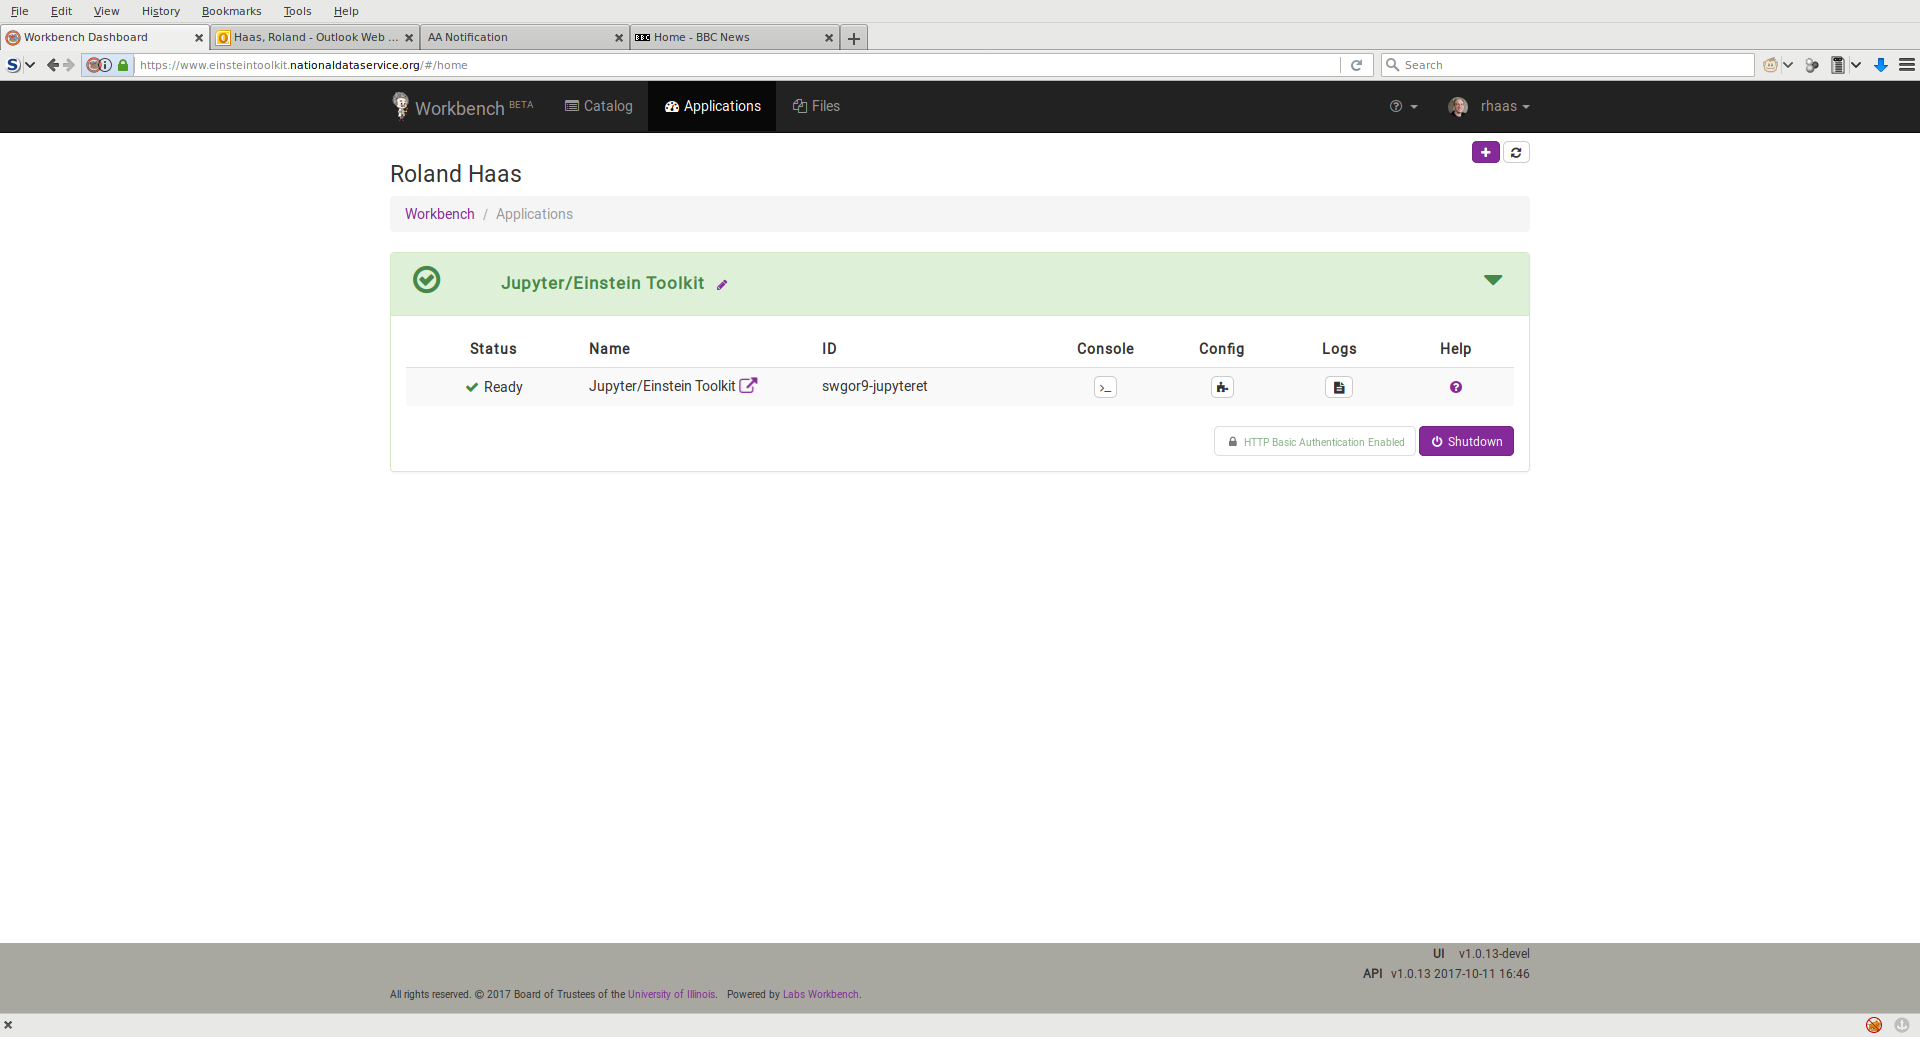 File Edit View History Bookmarks Tools Help
Workbench Dashboard Haas, Roland - Outlook Web ... AA Notification BBC Home - BBC News
https://www.einsteintoolkit.nationaldataservice.org/#/home Search
Workbench BETA Catalog Applications Files rhaas
Roland Haas
Workbench / Applications
Jupyter/Einstein Toolkit
Status Name ID Console Config Logs Help
Ready Jupyter/Einstein Toolkit swgor9-jupyteret
HTTP Basic Authentication Enabled Shutdown
UI v1.0.13-devel
API v1.0.13 2017-10-11 16:46
All rights reserved. © 2017 Board of Trustees of the University of Illinois. Powered by Labs Workbench.